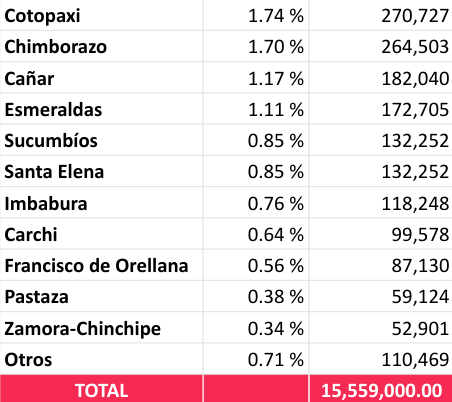 Cotopaxi 1.74 % 270,727
Chimborazo 1.70 % 264,503
Cañar 1.17 % 182,040
Esmeraldas 1.11 % 172,705
Sucumbíos 0.85 % 132,252
Santa Elena 0.85 % 132,252
Imbabura 0.76 % 118,248
Carchi 0.64 % 99,578
Francisco de Orellana 0.56 % 87,130
Pastaza 0.38 % 59,124
Zamora-Chinchipe 0.34 % 52,901
Otros 0.71 % 110,469
TOTAL 15,559,000.00